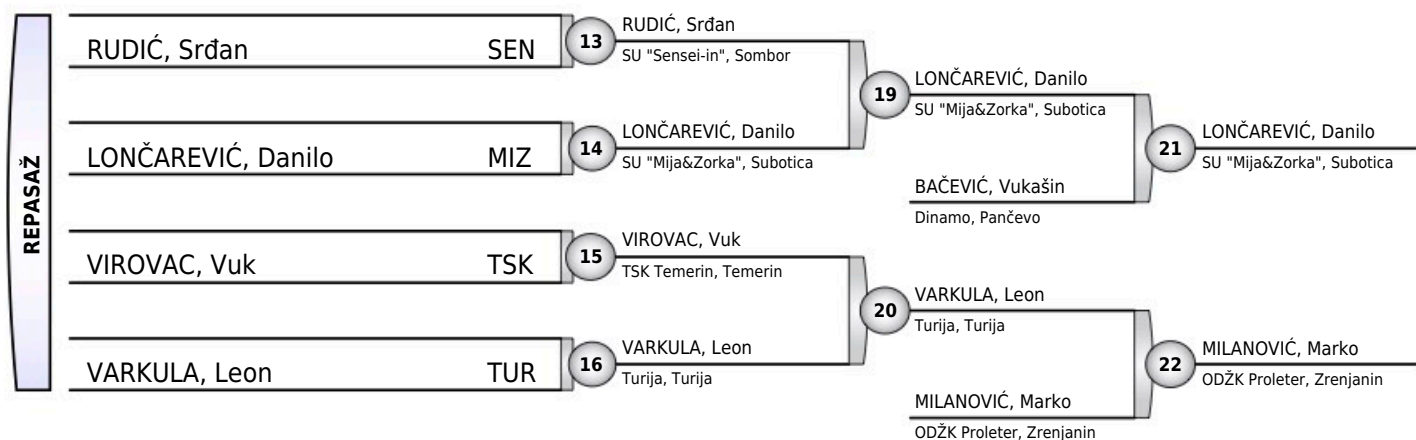 REPASAŽ
RUDIĆ, Srđan SEN
LONČAREVIĆ, Danilo MIZ
VIROVAC, Vuk TSK
VARKULA, Leon TUR
13
RUDIĆ, Srđan
SU "Sensei-in", Sombor
14
LONČAREVIĆ, Danilo
SU "Mija&Zorka", Subotica
15
VIROVAC, Vuk
TSK Temerin, Temerin
16
VARKULA, Leon
Turija, Turija
19
LONČAREVIĆ, Danilo
SU "Mija&Zorka", Subotica
BAČEVIĆ, Vukašin
Dinamo, Pančevo
20
VARKULA, Leon
Turija, Turija
MILANOVIĆ, Marko
ODŽK Proleter, Zrenjanin
21
LONČAREVIĆ, Danilo
SU "Mija&Zorka", Subotica
22
MILANOVIĆ, Marko
ODŽK Proleter, Zrenjanin